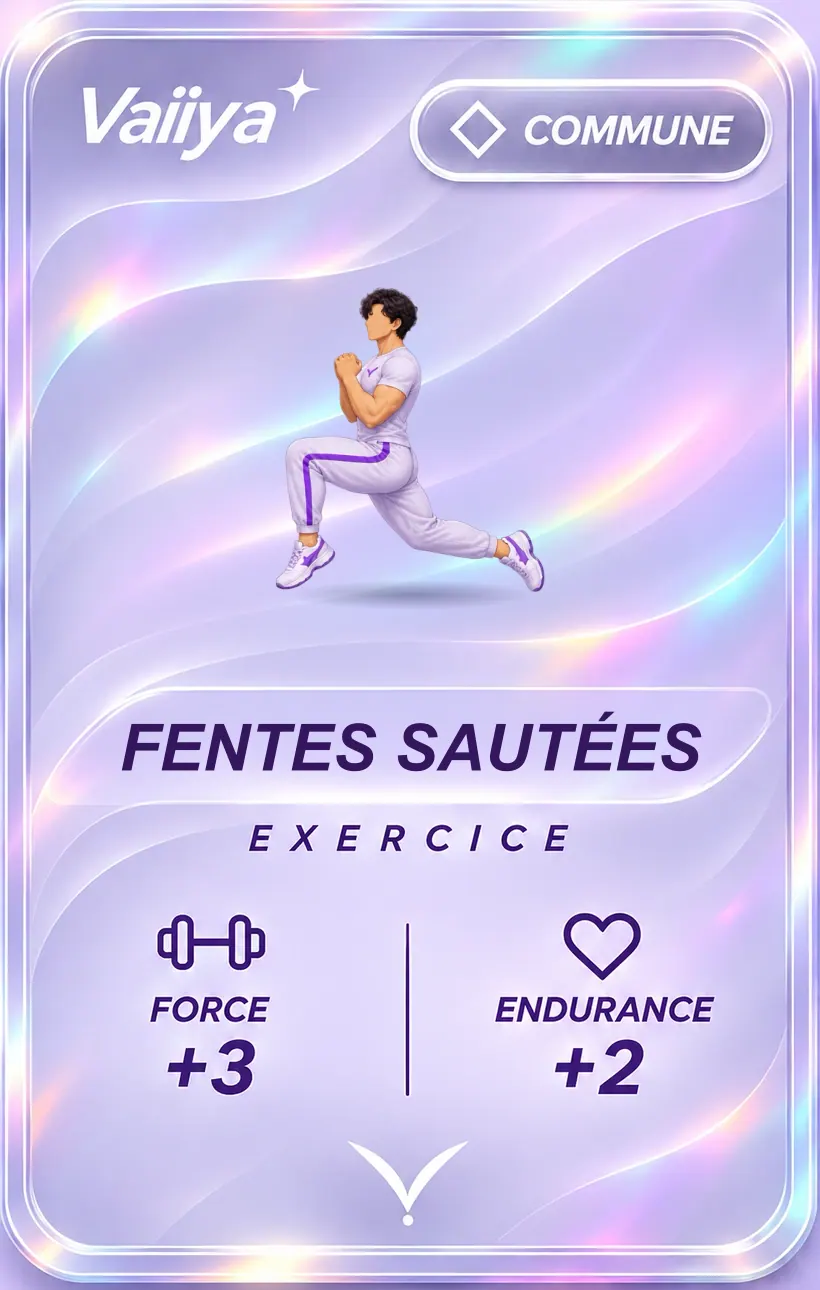 Vaiiya
COMMUNE
FENTES SAUTÉES
EXERCICE
FORCE
+3
ENDURANCE
+2